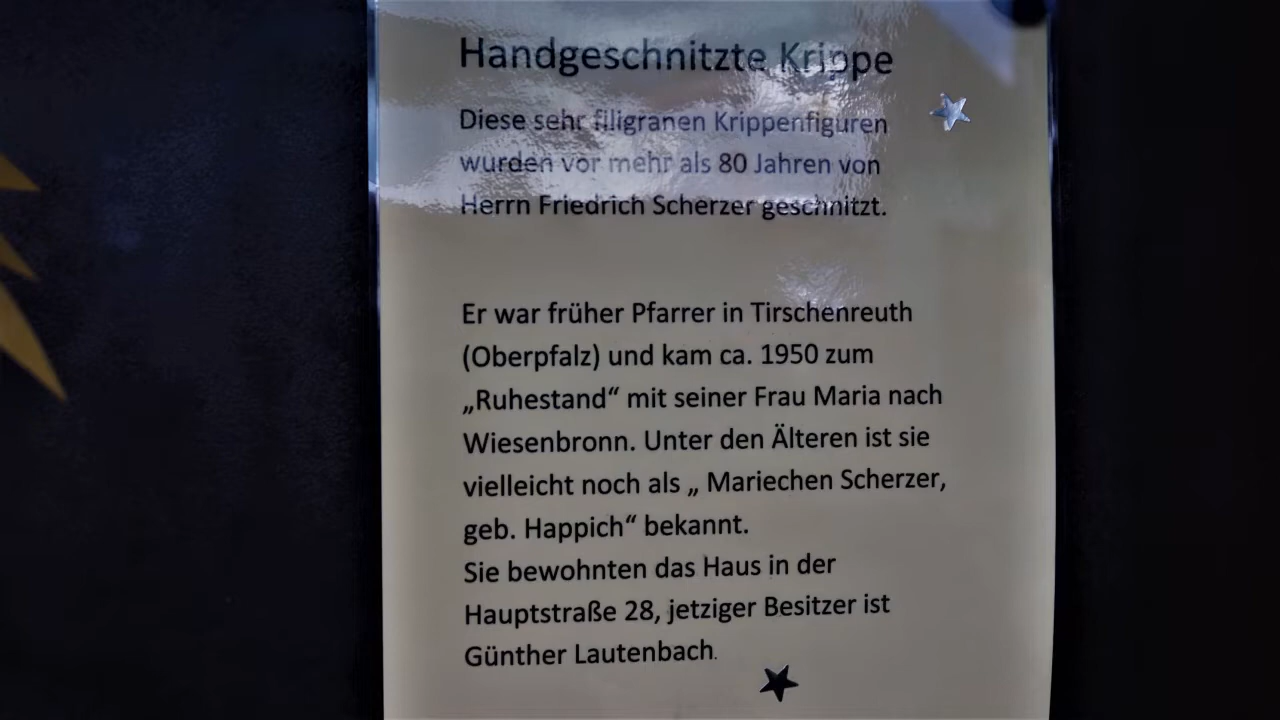 Handgeschnitzte Krippe
Diese sehr filigranen Krippenfiguren
wurden vor mehr als 80 Jahren von
Herrn Friedrich Scherzer geschnitzt.
Er war früher Pfarrer in Tirschenreuth
(Oberpfalz) und kam ca. 1950 zum
„Ruhestand“ mit seiner Frau Maria nach
Wiesenbronn. Unter den Älteren ist sie
vielleicht noch als „ Mariechen Scherzer,
geb. Happich“ bekannt.
Sie bewohnten das Haus in der
Hauptstraße 28, jetziger Besitzer ist
Günther Lautenbach.